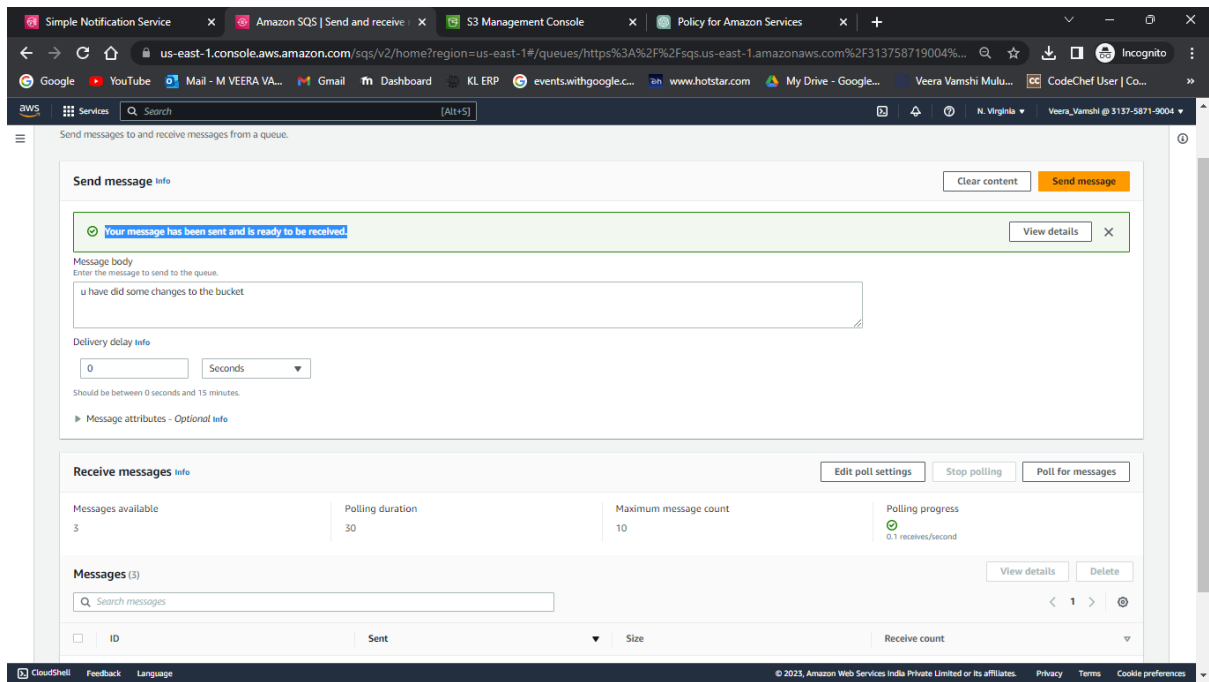 Simple Notification Service
Amazon SQS | Send and receive
S3 Management Console
Policy for Amazon Services
us-east-1.console.aws.amazon.com/sqs/v2/home?region=us-east-1#/queues/https%3A%2F%2Fsqs.us-east-1.amazonaws.com%2F313758719004%...
Incognito
Google
YouTube
Mail - M VEERA VA...
Gmail
Dashboard
KL ERP
events.withgoogle.c...
www.hotstar.com
My Drive - Google...
Veera Vamshi Mulu...
CC
CodeChef User | Co...
aws
Services
Search
[Alt+S]
N. Virginia
Veera_Vamshi @ 3137-5871-9004
Send messages to and receive messages from a queue.
Send message Info
Clear content
Send message
Your message has been sent and is ready to be received.
View details
Message body
Enter the message to send to the queue.
u have did some changes to the bucket
Delivery delay Info
0
Seconds
Should be between 0 seconds and 15 minutes.
Message attributes - Optional Info
Receive messages Info
Edit poll settings
Stop polling
Poll for messages
Messages available
3
Polling duration
30
Maximum message count
10
Polling progress
0.1 receives/second
Messages (3)
View details
Delete
Search messages
1
ID
Sent
Size
Receive count
CloudShell
Feedback
Language
© 2023, Amazon Web Services India Private Limited or its affiliates.
Privacy
Terms
Cookie preferences